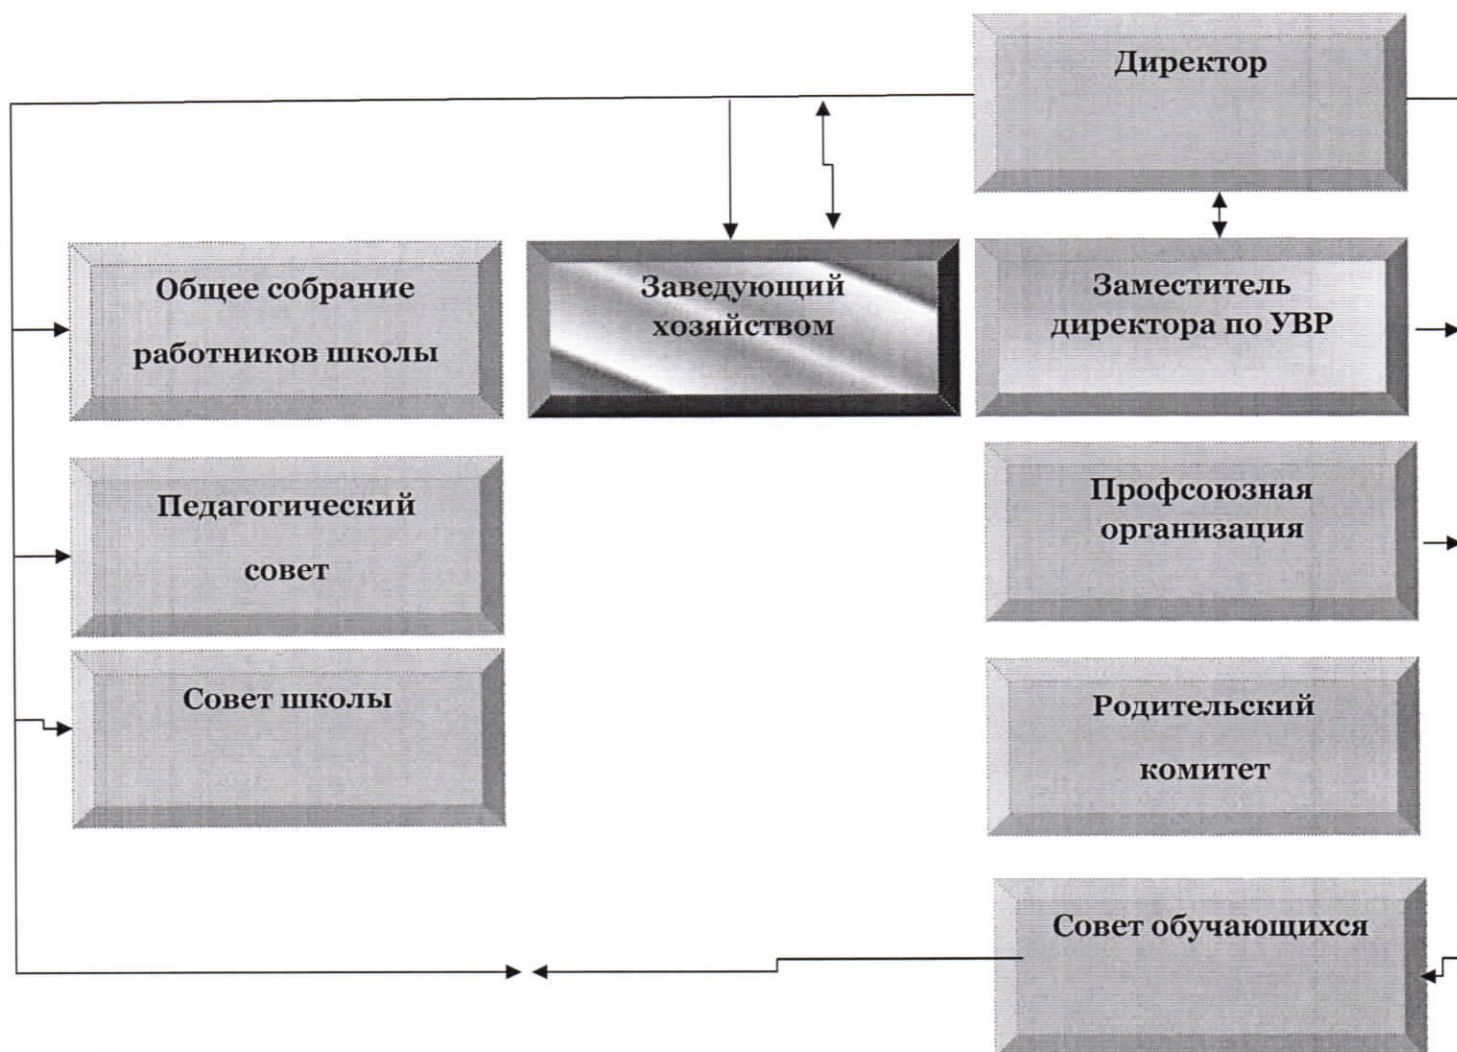 Директор
Общее собрание
работников школы
Заведующий
хозяйством
Заместитель
директора по УВР
Педагогический
совет
Профсоюзная
организация
Совет школы
Родительский
комитет
Совет обучающихся